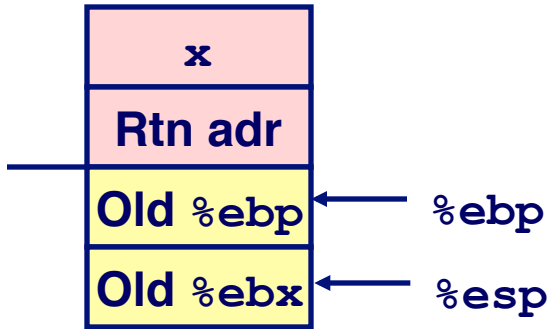 x
Rtn adr
Old %ebp
%ebp
Old %ebx
%esp